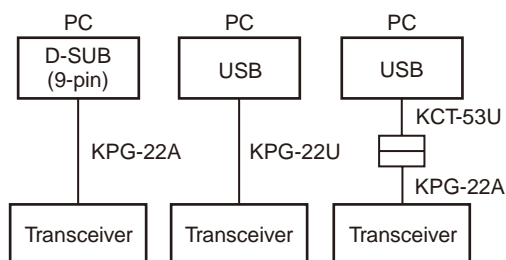 PC
D-SUB
(9-pin)
KPG-22A
Transceiver
PC
USB
KPG-22U
Transceiver
PC
USB
KCT-53U
KPG-22A
Transceiver